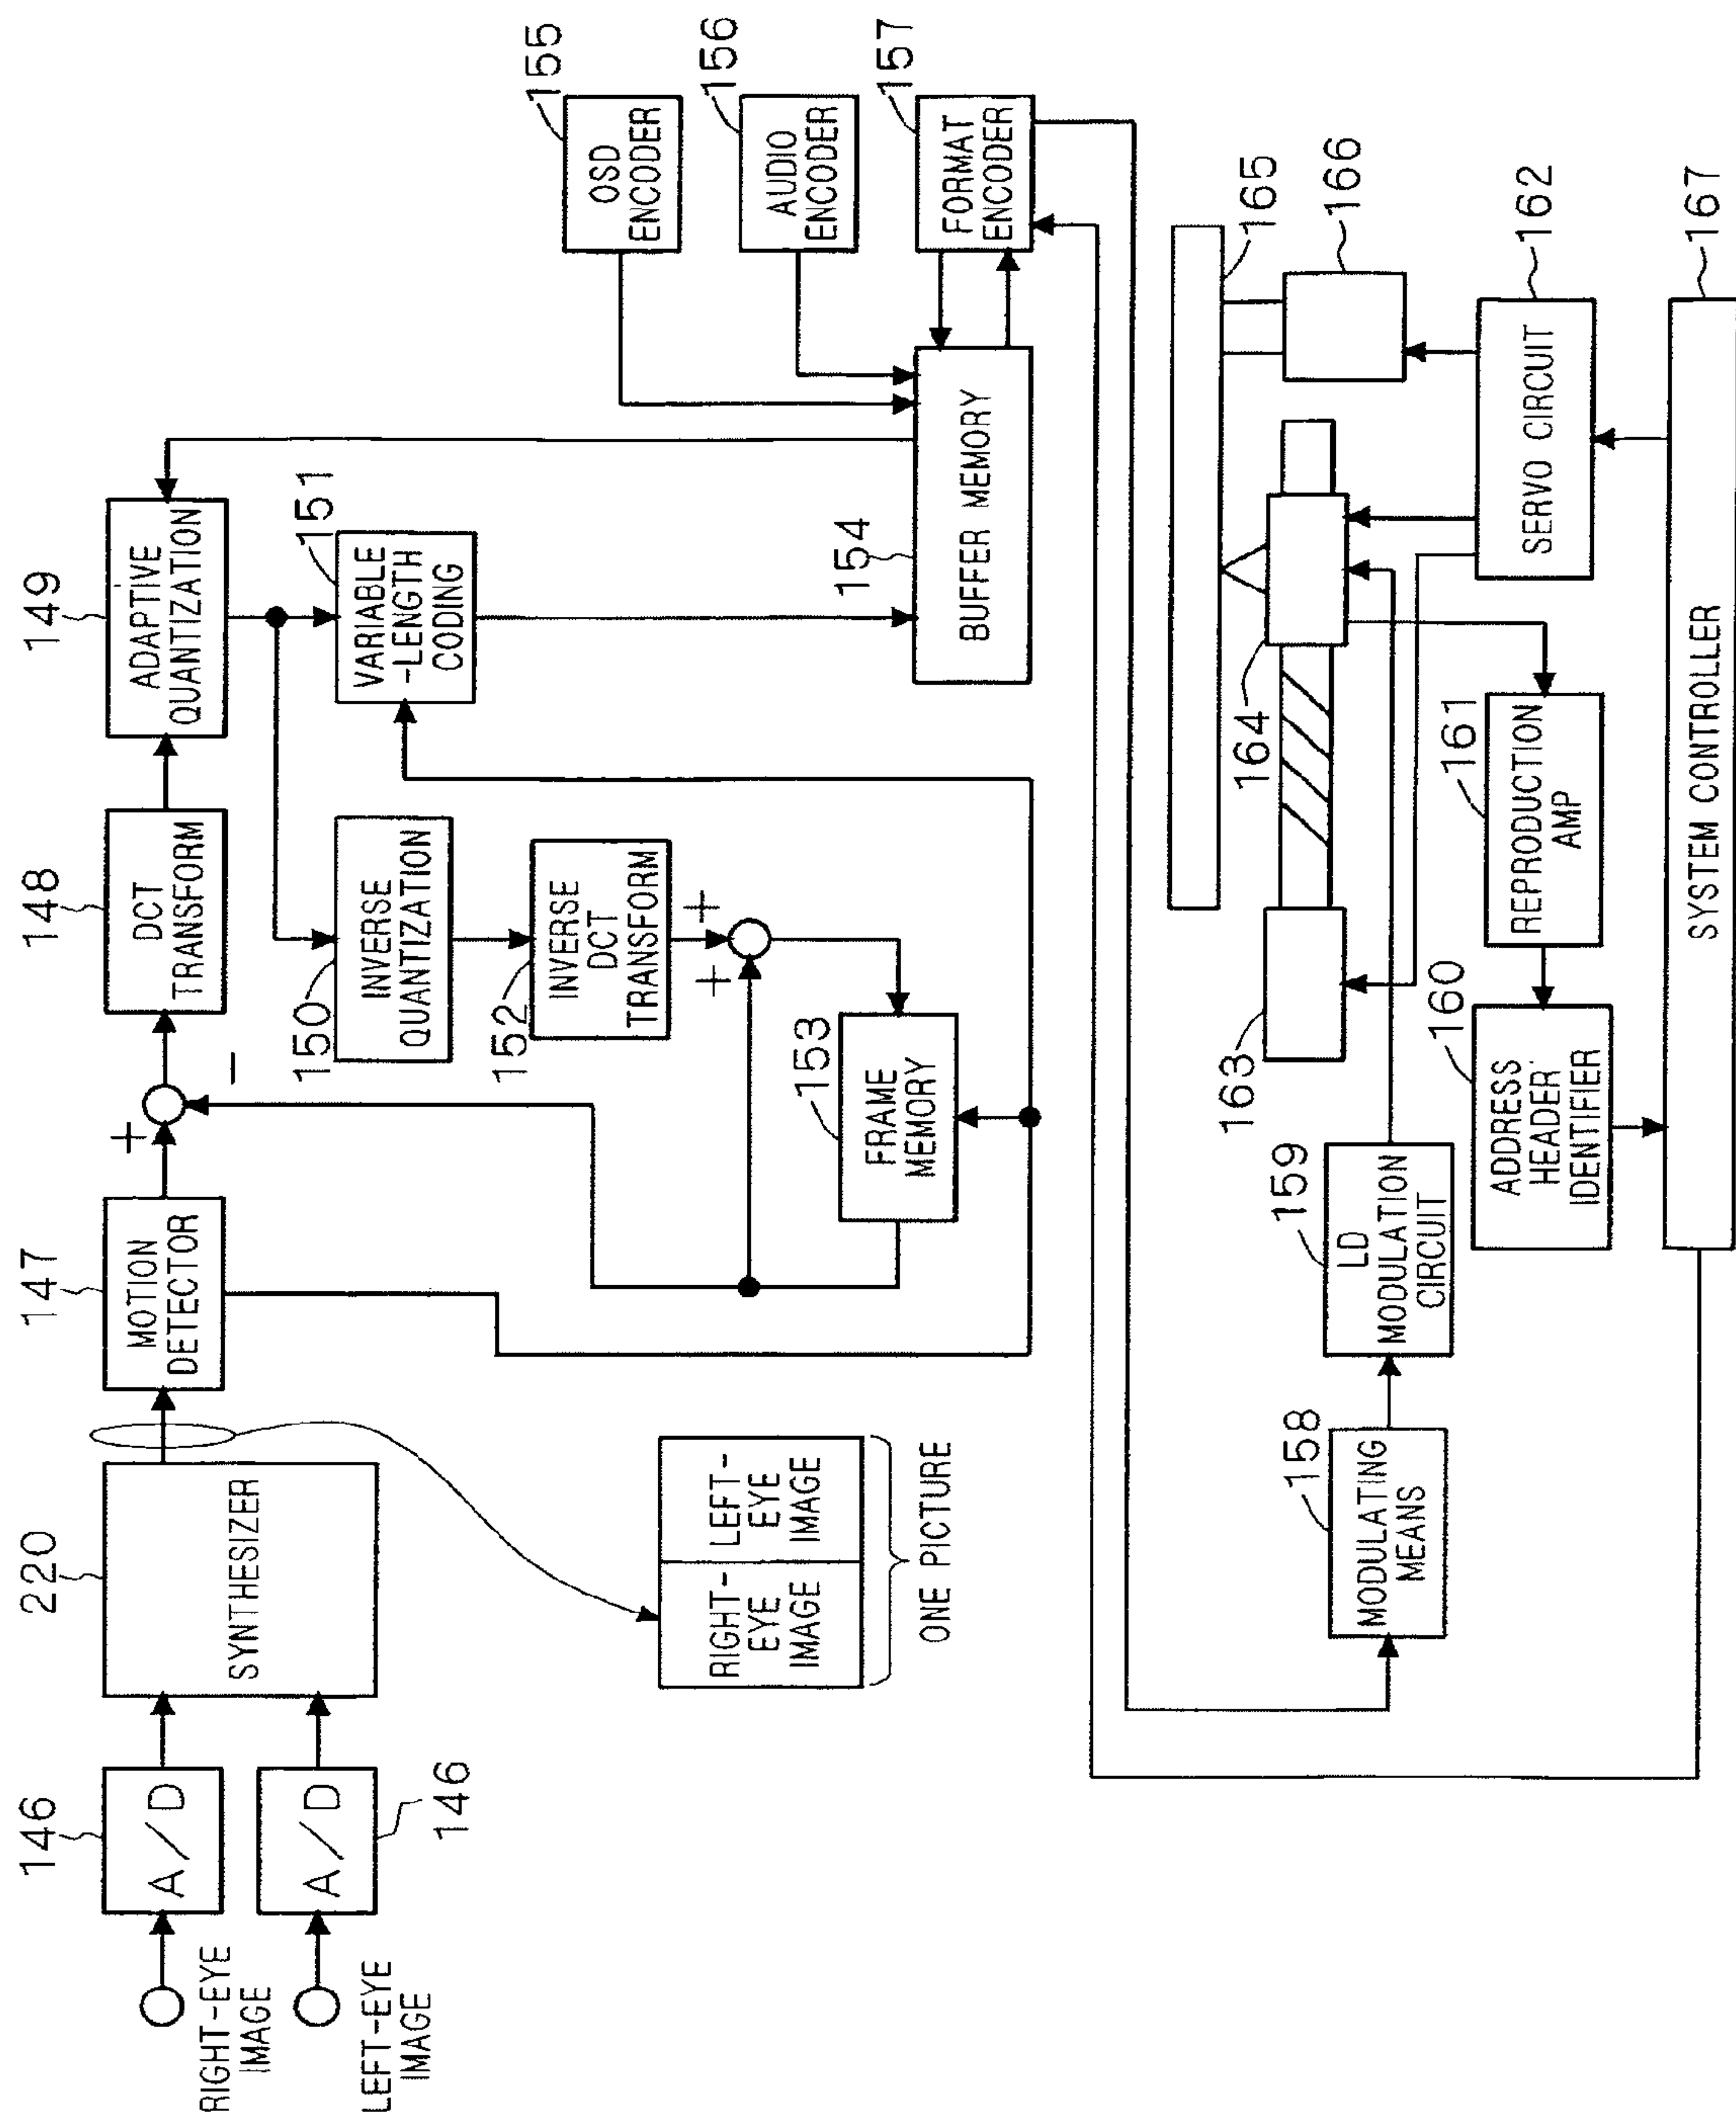 146
A/D
RIGHT-EYE
IMAGE
A/D
146
LEFT-EYE
IMAGE
220
SYNTHESIZER
147
MOTION
DETECTOR
+
−
148
DCT
TRANSFORM
149
ADAPTIVE
QUANTIZATION
150
INVERSE
QUANTIZATION
151
VARIABLE
-LENGTH
CODING
152
INVERSE
DCT
TRANSFORM
+
+
153
FRAME
MEMORY
RIGHT-
EYE
IMAGE
LEFT-
EYE
IMAGE
ONE PICTURE
154
BUFFER MEMORY
155
OSD
ENCODER
156
AUDIO
ENCODER
157
FORMAT
ENCODER
158
MODULATING
MEANS
159
LD
MODULATION
CIRCUIT
163
164
165
166
160
ADDRESS
HEADER
IDENTIFIER
161
REPRODUCTION
AMP
162
SERVO CIRCUIT
167
SYSTEM CONTROLLER